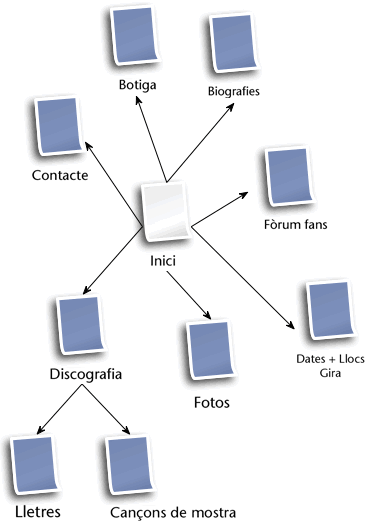 Botiga
Biografies
Contacte
Fòrum fans
Inici
Dates + Llocs
Gira
Discografia
Fotos
Lletres
Cançons de mostra